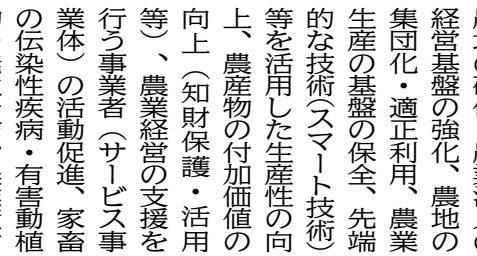 経営基盤の強化、農地の
集団化・適正利用、農業
生産の基盤の保全、先端
的な技術(スマート技術)
等を活用した生産性の向
上、農産物の付加価値の
向上(知財保護・活用
等)、農業経営の支援を
行う事業者(サービス事
業体)の活動促進、家畜
の伝染性疾病・有害動植